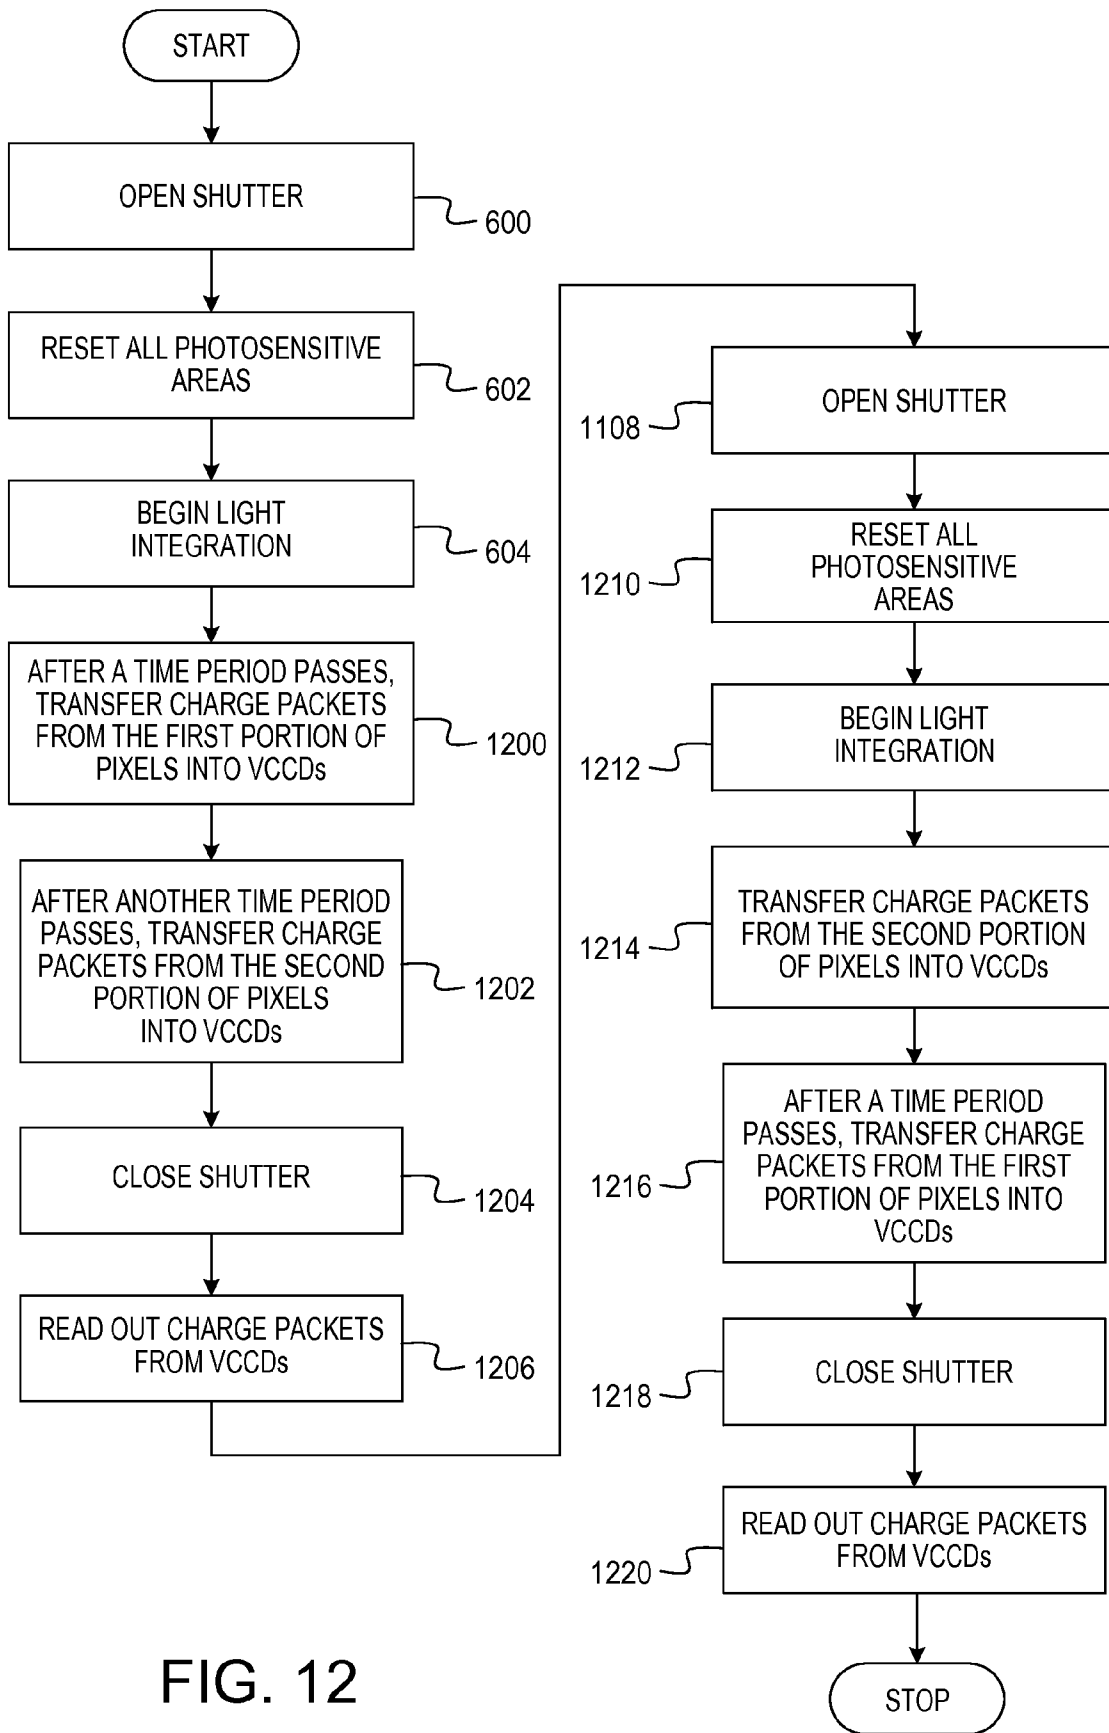 START
OPEN SHUTTER
600
RESET ALL PHOTOSENSITIVE
AREAS
602
BEGIN LIGHT
INTEGRATION
604
AFTER A TIME PERIOD PASSES,
TRANSFER CHARGE PACKETS
FROM THE FIRST PORTION OF
PIXELS INTO VCCDs
1200
AFTER ANOTHER TIME PERIOD
PASSES, TRANSFER CHARGE
PACKETS FROM THE SECOND
PORTION OF PIXELS
INTO VCCDs
1202
CLOSE SHUTTER
1204
READ OUT CHARGE PACKETS
FROM VCCDs
1206
OPEN SHUTTER
1108
RESET ALL
PHOTOSENSITIVE
AREAS
1210
BEGIN LIGHT
INTEGRATION
1212
TRANSFER CHARGE PACKETS
FROM THE SECOND PORTION
OF PIXELS INTO VCCDs
1214
AFTER A TIME PERIOD
PASSES, TRANSFER CHARGE
PACKETS FROM THE FIRST
PORTION OF PIXELS INTO
VCCDs
1216
CLOSE SHUTTER
1218
READ OUT CHARGE PACKETS
FROM VCCDs
1220
STOP
FIG. 12